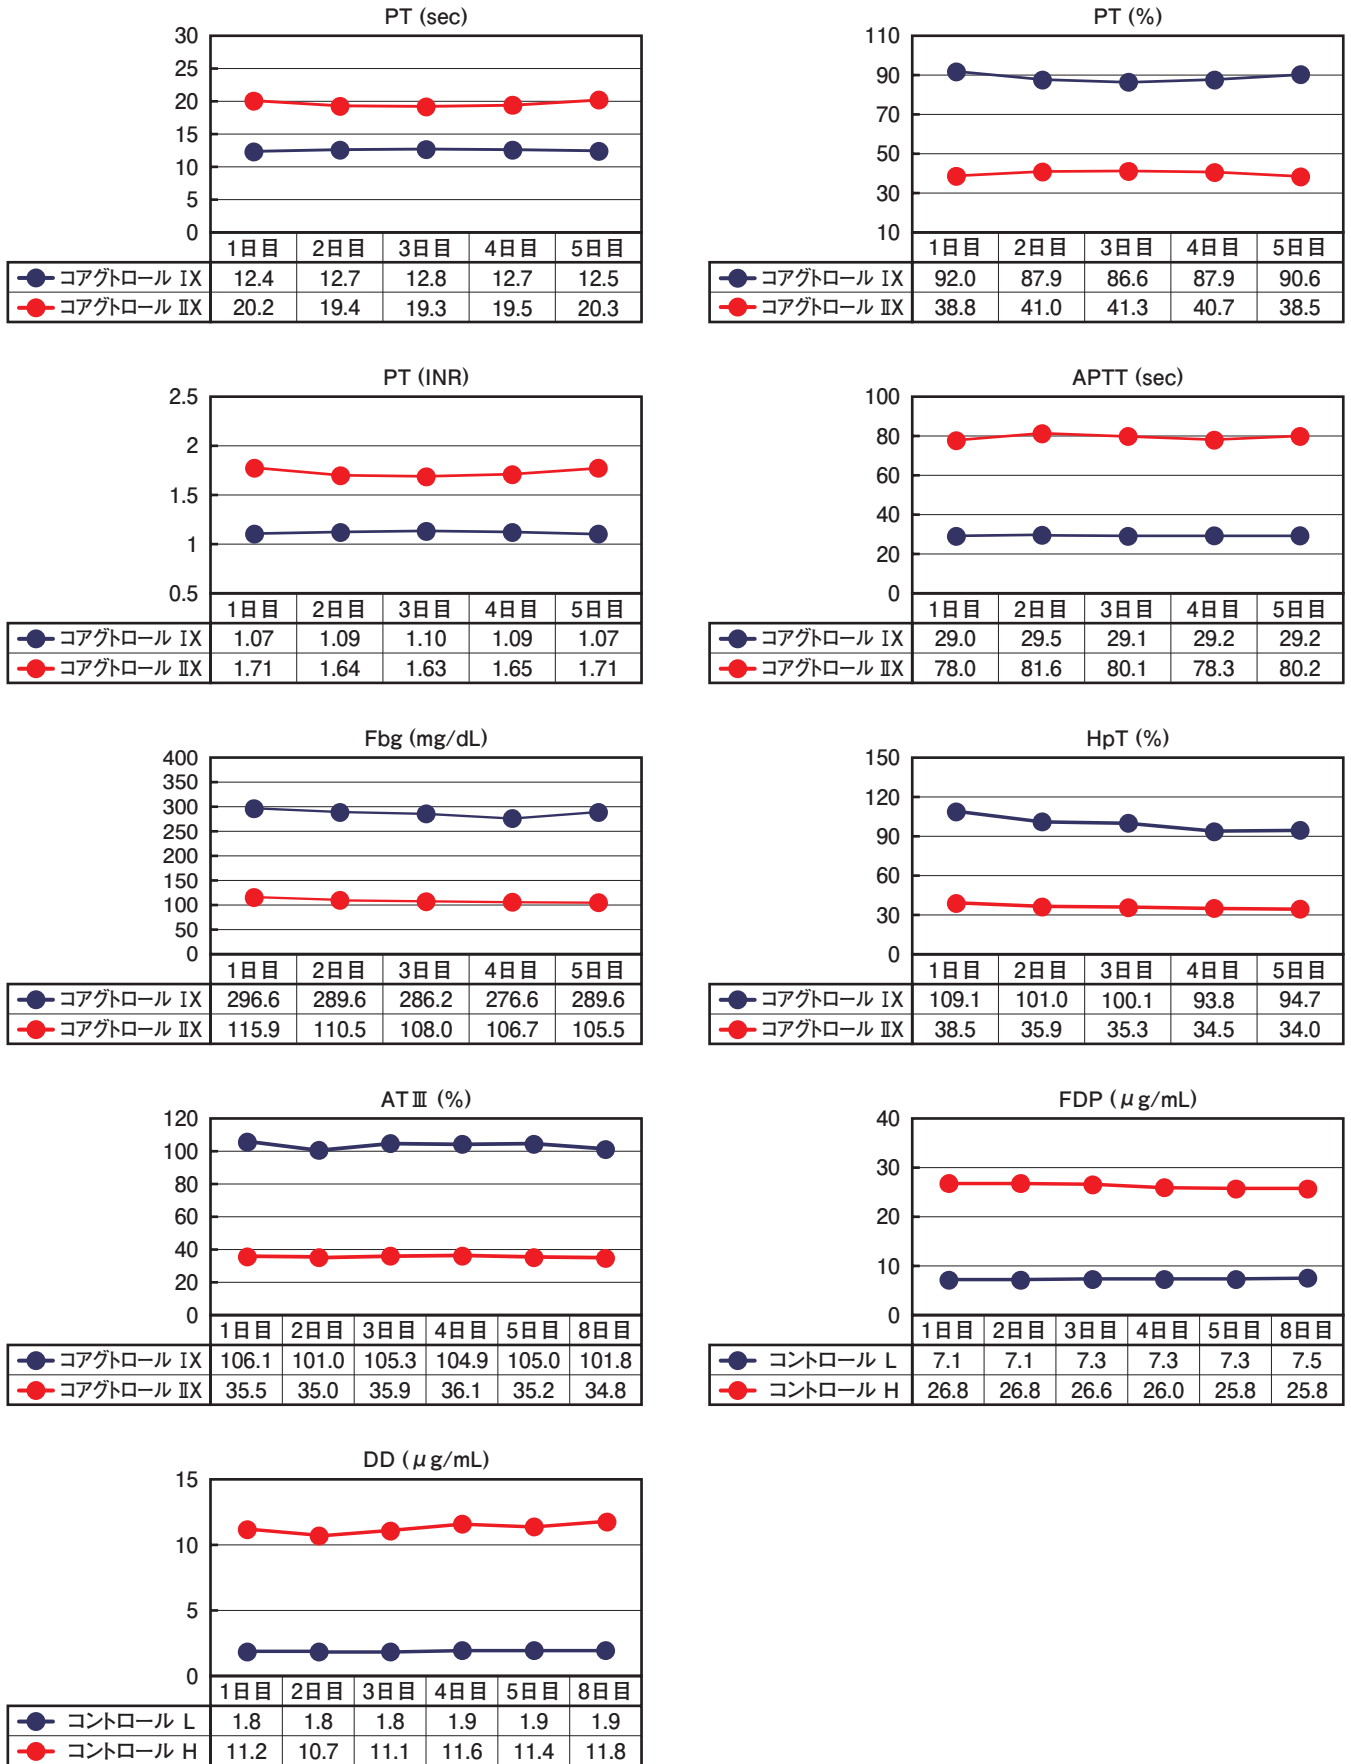 PT (sec)
30
25
20
15
10
5
0
1日目 2日目 3日目 4日目 5日目
コアグトロール ⅠX 12.4 12.7 12.8 12.7 12.5
コアグトロール ⅡX 20.2 19.4 19.3 19.5 20.3
PT (%)
110
90
70
50
30
10
1日目 2日目 3日目 4日目 5日目
コアグトロール ⅠX 92.0 87.9 86.6 87.9 90.6
コアグトロール ⅡX 38.8 41.0 41.3 40.7 38.5
PT (INR)
2.5
2
1.5
1
0.5
1日目 2日目 3日目 4日目 5日目
コアグトロール ⅠX 1.07 1.09 1.10 1.09 1.07
コアグトロール ⅡX 1.71 1.64 1.63 1.65 1.71
APTT (sec)
100
80
60
40
20
0
1日目 2日目 3日目 4日目 5日目
コアグトロール ⅠX 29.0 29.5 29.1 29.2 29.2
コアグトロール ⅡX 78.0 81.6 80.1 78.3 80.2
Fbg (mg/dL)
400
350
300
250
200
150
100
50
0
1日目 2日目 3日目 4日目 5日目
コアグトロール ⅠX 296.6 289.6 286.2 276.6 289.6
コアグトロール ⅡX 115.9 110.5 108.0 106.7 105.5
HpT (%)
150
120
90
60
30
0
1日目 2日目 3日目 4日目 5日目
コアグトロール ⅠX 109.1 101.0 100.1 93.8 94.7
コアグトロール ⅡX 38.5 35.9 35.3 34.5 34.0
ATⅢ (%)
120
100
80
60
40
20
0
1日目 2日目 3日目 4日目 5日目 8日目
コアグトロール ⅠX 106.1 101.0 105.3 104.9 105.0 101.8
コアグトロール ⅡX 35.5 35.0 35.9 36.1 35.2 34.8
FDP (μg/mL)
40
30
20
10
0
1日目 2日目 3日目 4日目 5日目 8日目
コントロール L 7.1 7.1 7.3 7.3 7.3 7.5
コントロール H 26.8 26.8 26.6 26.0 25.8 25.8
DD (μg/mL)
15
10
5
0
1日目 2日目 3日目 4日目 5日目 8日目
コントロール L 1.8 1.8 1.8 1.9 1.9 1.9
コントロール H 11.2 10.7 11.1 11.6 11.4 11.8